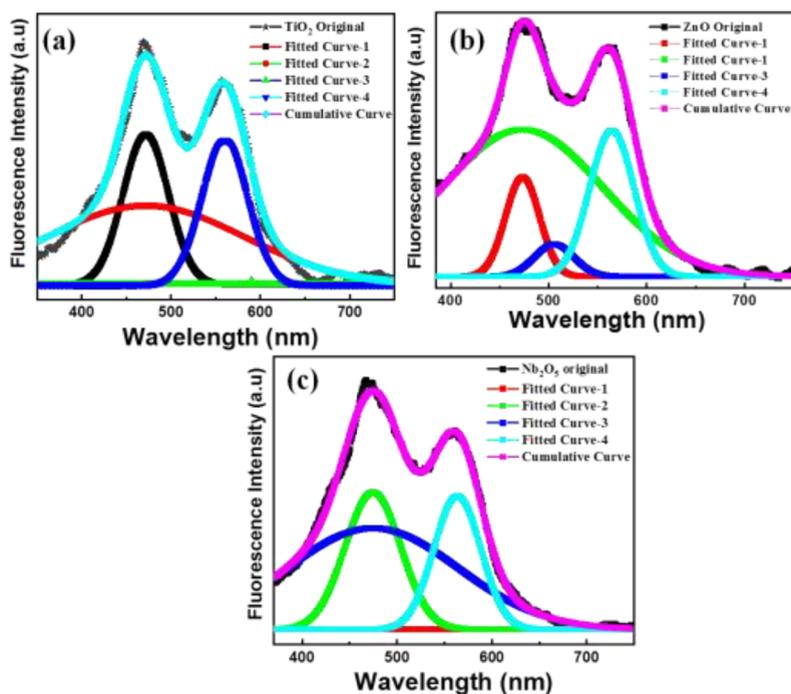 (a)
TiO₂ Original
Fitted Curve-1
Fitted Curve-2
Fitted Curve-3
Fitted Curve-4
Cumulative Curve
Fluorescence Intensity (a.u)
400 500 600 700
Wavelength (nm)
(b)
ZnO Original
Fitted Curve-1
Fitted Curve-1
Fitted Curve-3
Fitted Curve-4
Cumulative Curve
Fluorescence Intensity (a.u)
400 500 600 700
Wavelength (nm)
(c)
Nb₂O₅ original
Fitted Curve-1
Fitted Curve-2
Fitted Curve-3
Fitted Curve-4
Cumulative Curve
Fluorescence Intensity (a.u)
400 500 600 700
Wavelength (nm)